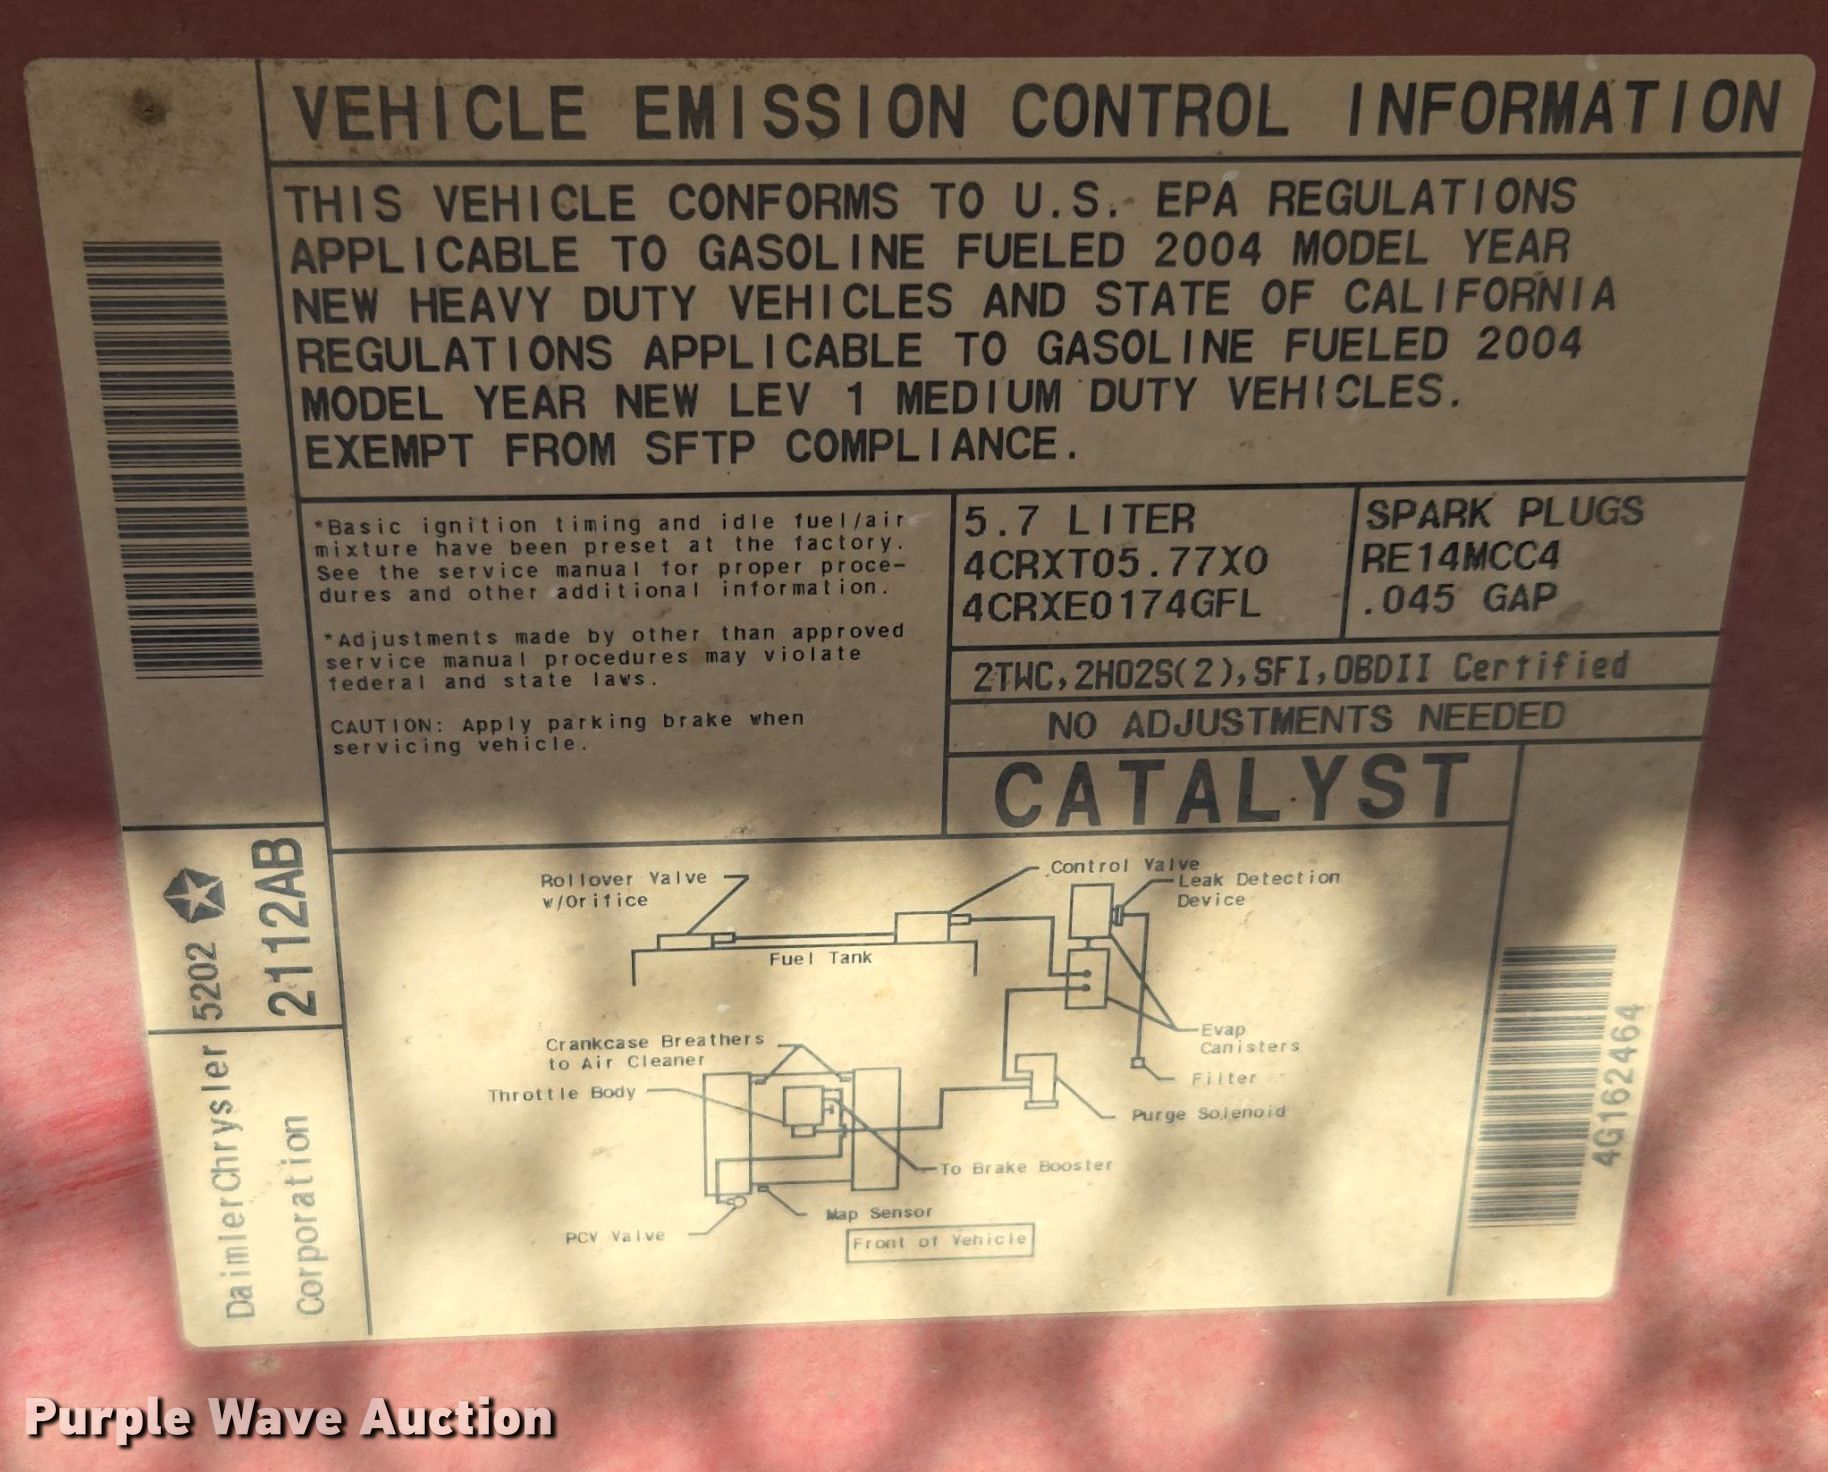 VEHICLE EMISSION CONTROL INFORMATION
THIS VEHICLE CONFORMS TO U.S. EPA REGULATIONS
APPLICABLE TO GASOLINE FUELED 2004 MODEL YEAR
NEW HEAVY DUTY VEHICLES AND STATE OF CALIFORNIA
REGULATIONS APPLICABLE TO GASOLINE FUELED 2004
MODEL YEAR NEW LEV 1 MEDIUM DUTY VEHICLES.
EXEMPT FROM SFTP COMPLIANCE.
*Basic ignition timing and idle fuel/air
mixture have been preset at the factory.
See the service manual for proper proce-
dures and other additional information.
*Adjustments made by other than approved
service manual procedures may violate
federal and state laws.
CAUTION: Apply parking brake when
servicing vehicle.
5.7 LITER
4CRXT05.77X0
4CRXE0174GFL
SPARK PLUGS
RE14MCC4
.045 GAP
2TWC,2HO2S(2),SFI,OBDII Certified
NO ADJUSTMENTS NEEDED
CATALYST
Rollover Valve
w/Orifice
Control Valve
Leak Detection
Device
Fuel Tank
Evap
Canisters
Filter
Purge Solenoid
Crankcase Breathers
to Air Cleaner
Throttle Body
To Brake Booster
Map Sensor
PCV Valve
Front of Vehicle
5202
2112AB
DaimlerChrysler
Corporation
4G162464
Purple Wave Auction